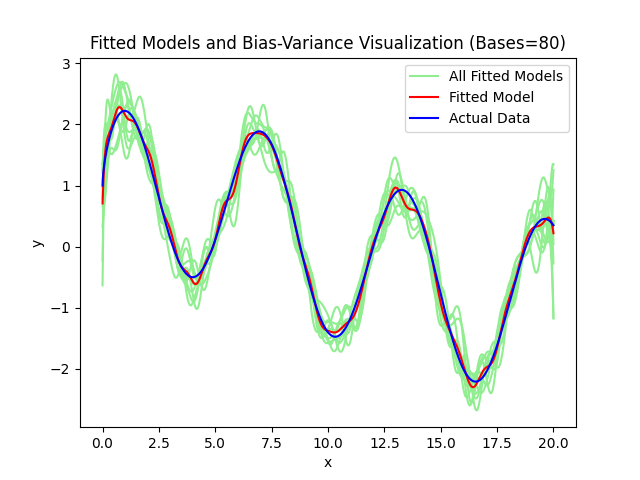 Fitted Models and Bias-Variance Visualization (Bases=80)
All Fitted Models
Fitted Model
Actual Data
y
3
2
1
0
−1
−2
0.0 2.5 5.0 7.5 10.0 12.5 15.0 17.5 20.0
x